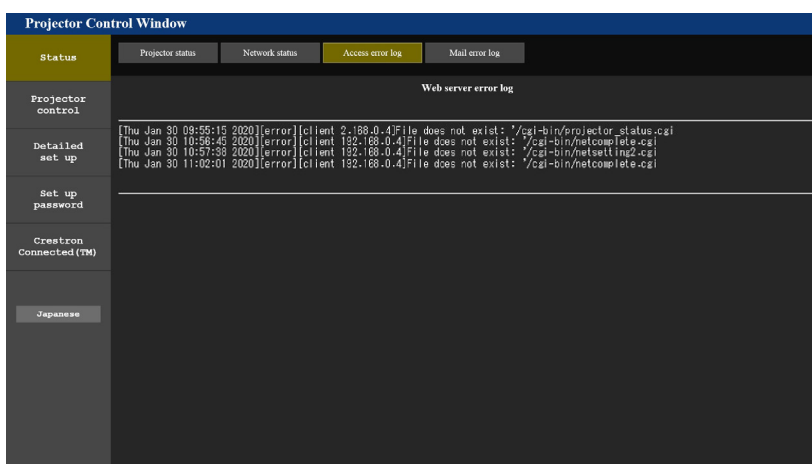 Projector Control Window
Status
Projector status
Network status
Access error log
Mail error log
Web server error log
[Thu Jan 30 09:55:15 2020][error][client 2.168.0.4]File does not exist: '/cgi-bin/projector_status.cgi
[Thu Jan 30 10:56:45 2020][error][client 192.168.0.4]File does not exist: '/cgi-bin/netcomplete.cgi
[Thu Jan 30 10:57:38 2020][error][client 192.168.0.4]File does not exist: '/cgi-bin/netsetting2.cgi
[Thu Jan 30 11:02:01 2020][error][client 192.168.0.4]File does not exist: '/cgi-bin/netcomplete.cgi
Projector
control
Detailed
set up
Set up
password
Crestron
Connected(TM)
Japanese